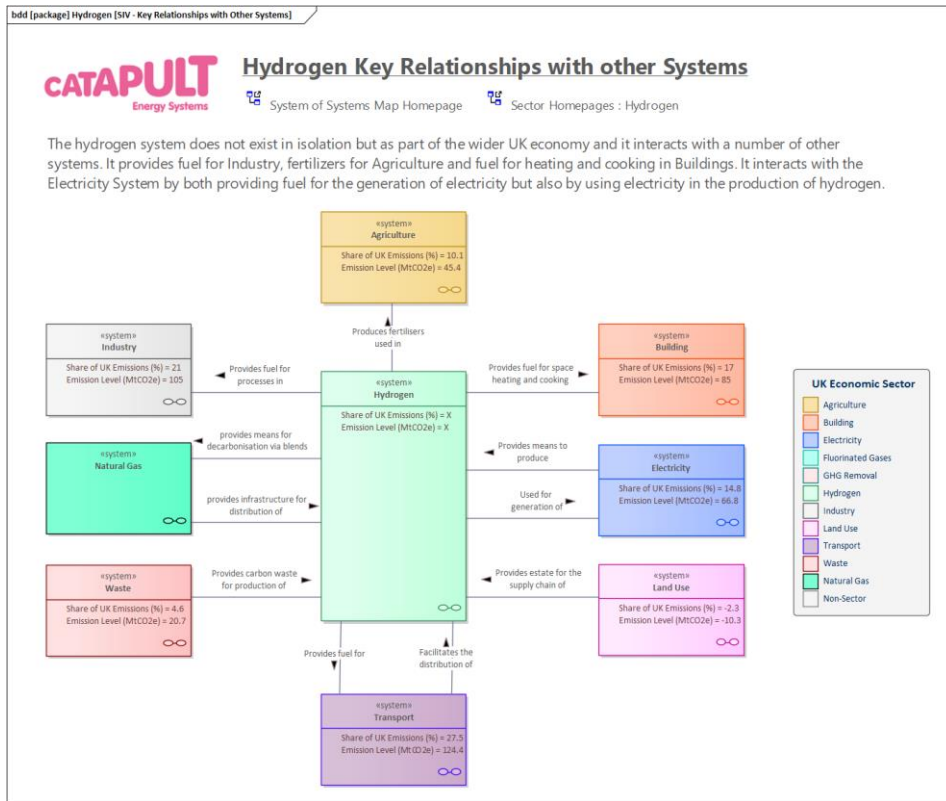 bdd [package] Hydrogen [SIV - Key Relationships with Other Systems]
CATAPULT
Energy Systems
Hydrogen Key Relationships with other Systems
System of Systems Map Homepage
Sector Homepages : Hydrogen
The hydrogen system does not exist in isolation but as part of the wider UK economy and it interacts with a number of other
systems. It provides fuel for Industry, fertilizers for Agriculture and fuel for heating and cooking in Buildings. It interacts with the
Electricity System by both providing fuel for the generation of electricity but also by using electricity in the production of hydrogen.
«system»
Agriculture
Share of UK Emissions (%) = 10.1
Emission Level (MtCO2e) = 45.4
Produces fertilisers
used in
«system»
Industry
Share of UK Emissions (%) = 21
Emission Level (MtCO2e) = 105
Provides fuel for
processes in
«system»
Hydrogen
Share of UK Emissions (%) = X
Emission Level (MtCO2e) = X
Provides fuel for space
heating and cooking
«system»
Building
Share of UK Emissions (%) = 17
Emission Level (MtCO2e) = 85
«system»
Natural Gas
provides means for
decarbonisation via blends
provides infrastructure for
distribution of
Provides means to
produce
Used for
generation of
«system»
Electricity
Share of UK Emissions (%) = 14.8
Emission Level (MtCO2e) = 66.8
«system»
Waste
Share of UK Emissions (%) = 4.6
Emission Level (MtCO2e) = 20.7
Provides carbon waste
for production of
Provides estate for the
supply chain of
«system»
Land Use
Share of UK Emissions (%) = -2.3
Emission Level (MtCO2e) = -10.3
Provides fuel for
Facilitates the
distribution of
«system»
Transport
Share of UK Emissions (%) = 27.5
Emission Level (MtCO2e) = 124.4
UK Economic Sector
Agriculture
Building
Electricity
Fluorinated Gases
GHG Removal
Hydrogen
Industry
Land Use
Transport
Waste
Natural Gas
Non-Sector